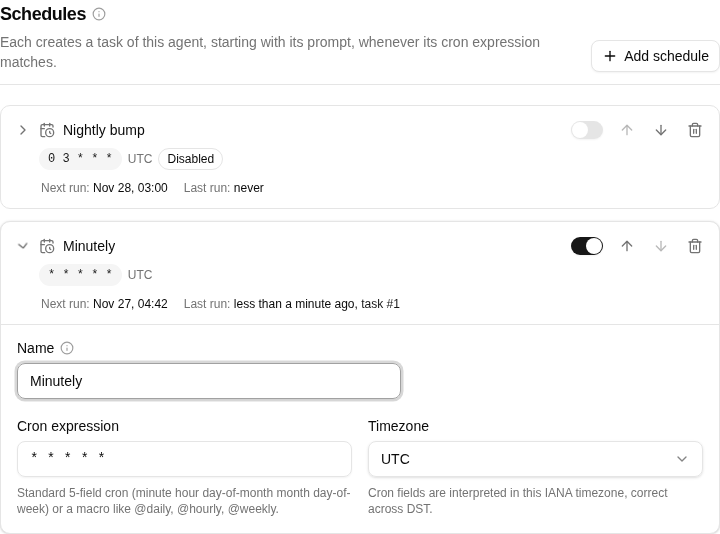 Schedules
Each creates a task of this agent, starting with its prompt, whenever its cron expression
matches.
Add schedule
Nightly bump
0 3 * * * UTC Disabled
Next run: Nov 28, 03:00 Last run: never
Minutely
* * * * * UTC
Next run: Nov 27, 04:42 Last run: less than a minute ago, task #1
Name
Minutely
Cron expression
Timezone
* * * * *
UTC
Standard 5-field cron (minute hour day-of-month month day-of-
week) or a macro like @daily, @hourly, @weekly.
Cron fields are interpreted in this IANA timezone, correct
across DST.